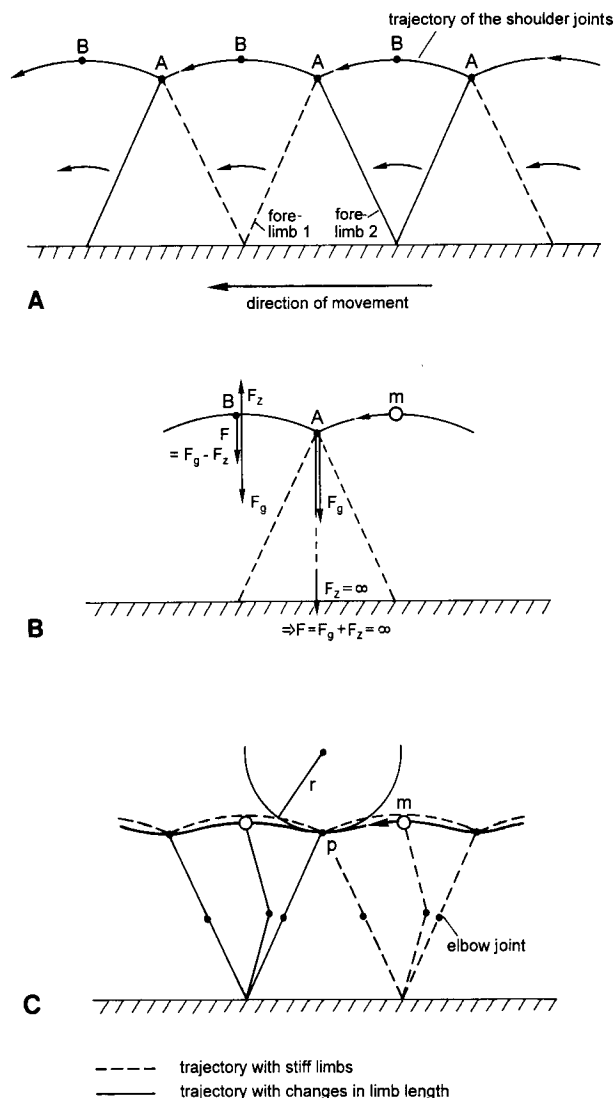 trajectory of the shoulder joints
B
A
B
A
B
A
fore-
limb 1
fore-
limb 2
A
direction of movement
B
F_z
A
m
F
= F_g - F_z
F_g
F_g
F_z = ∞
⇒F = F_g + F_z = ∞
B
r
m
p
elbow joint
C
trajectory with stiff limbs
trajectory with changes in limb length